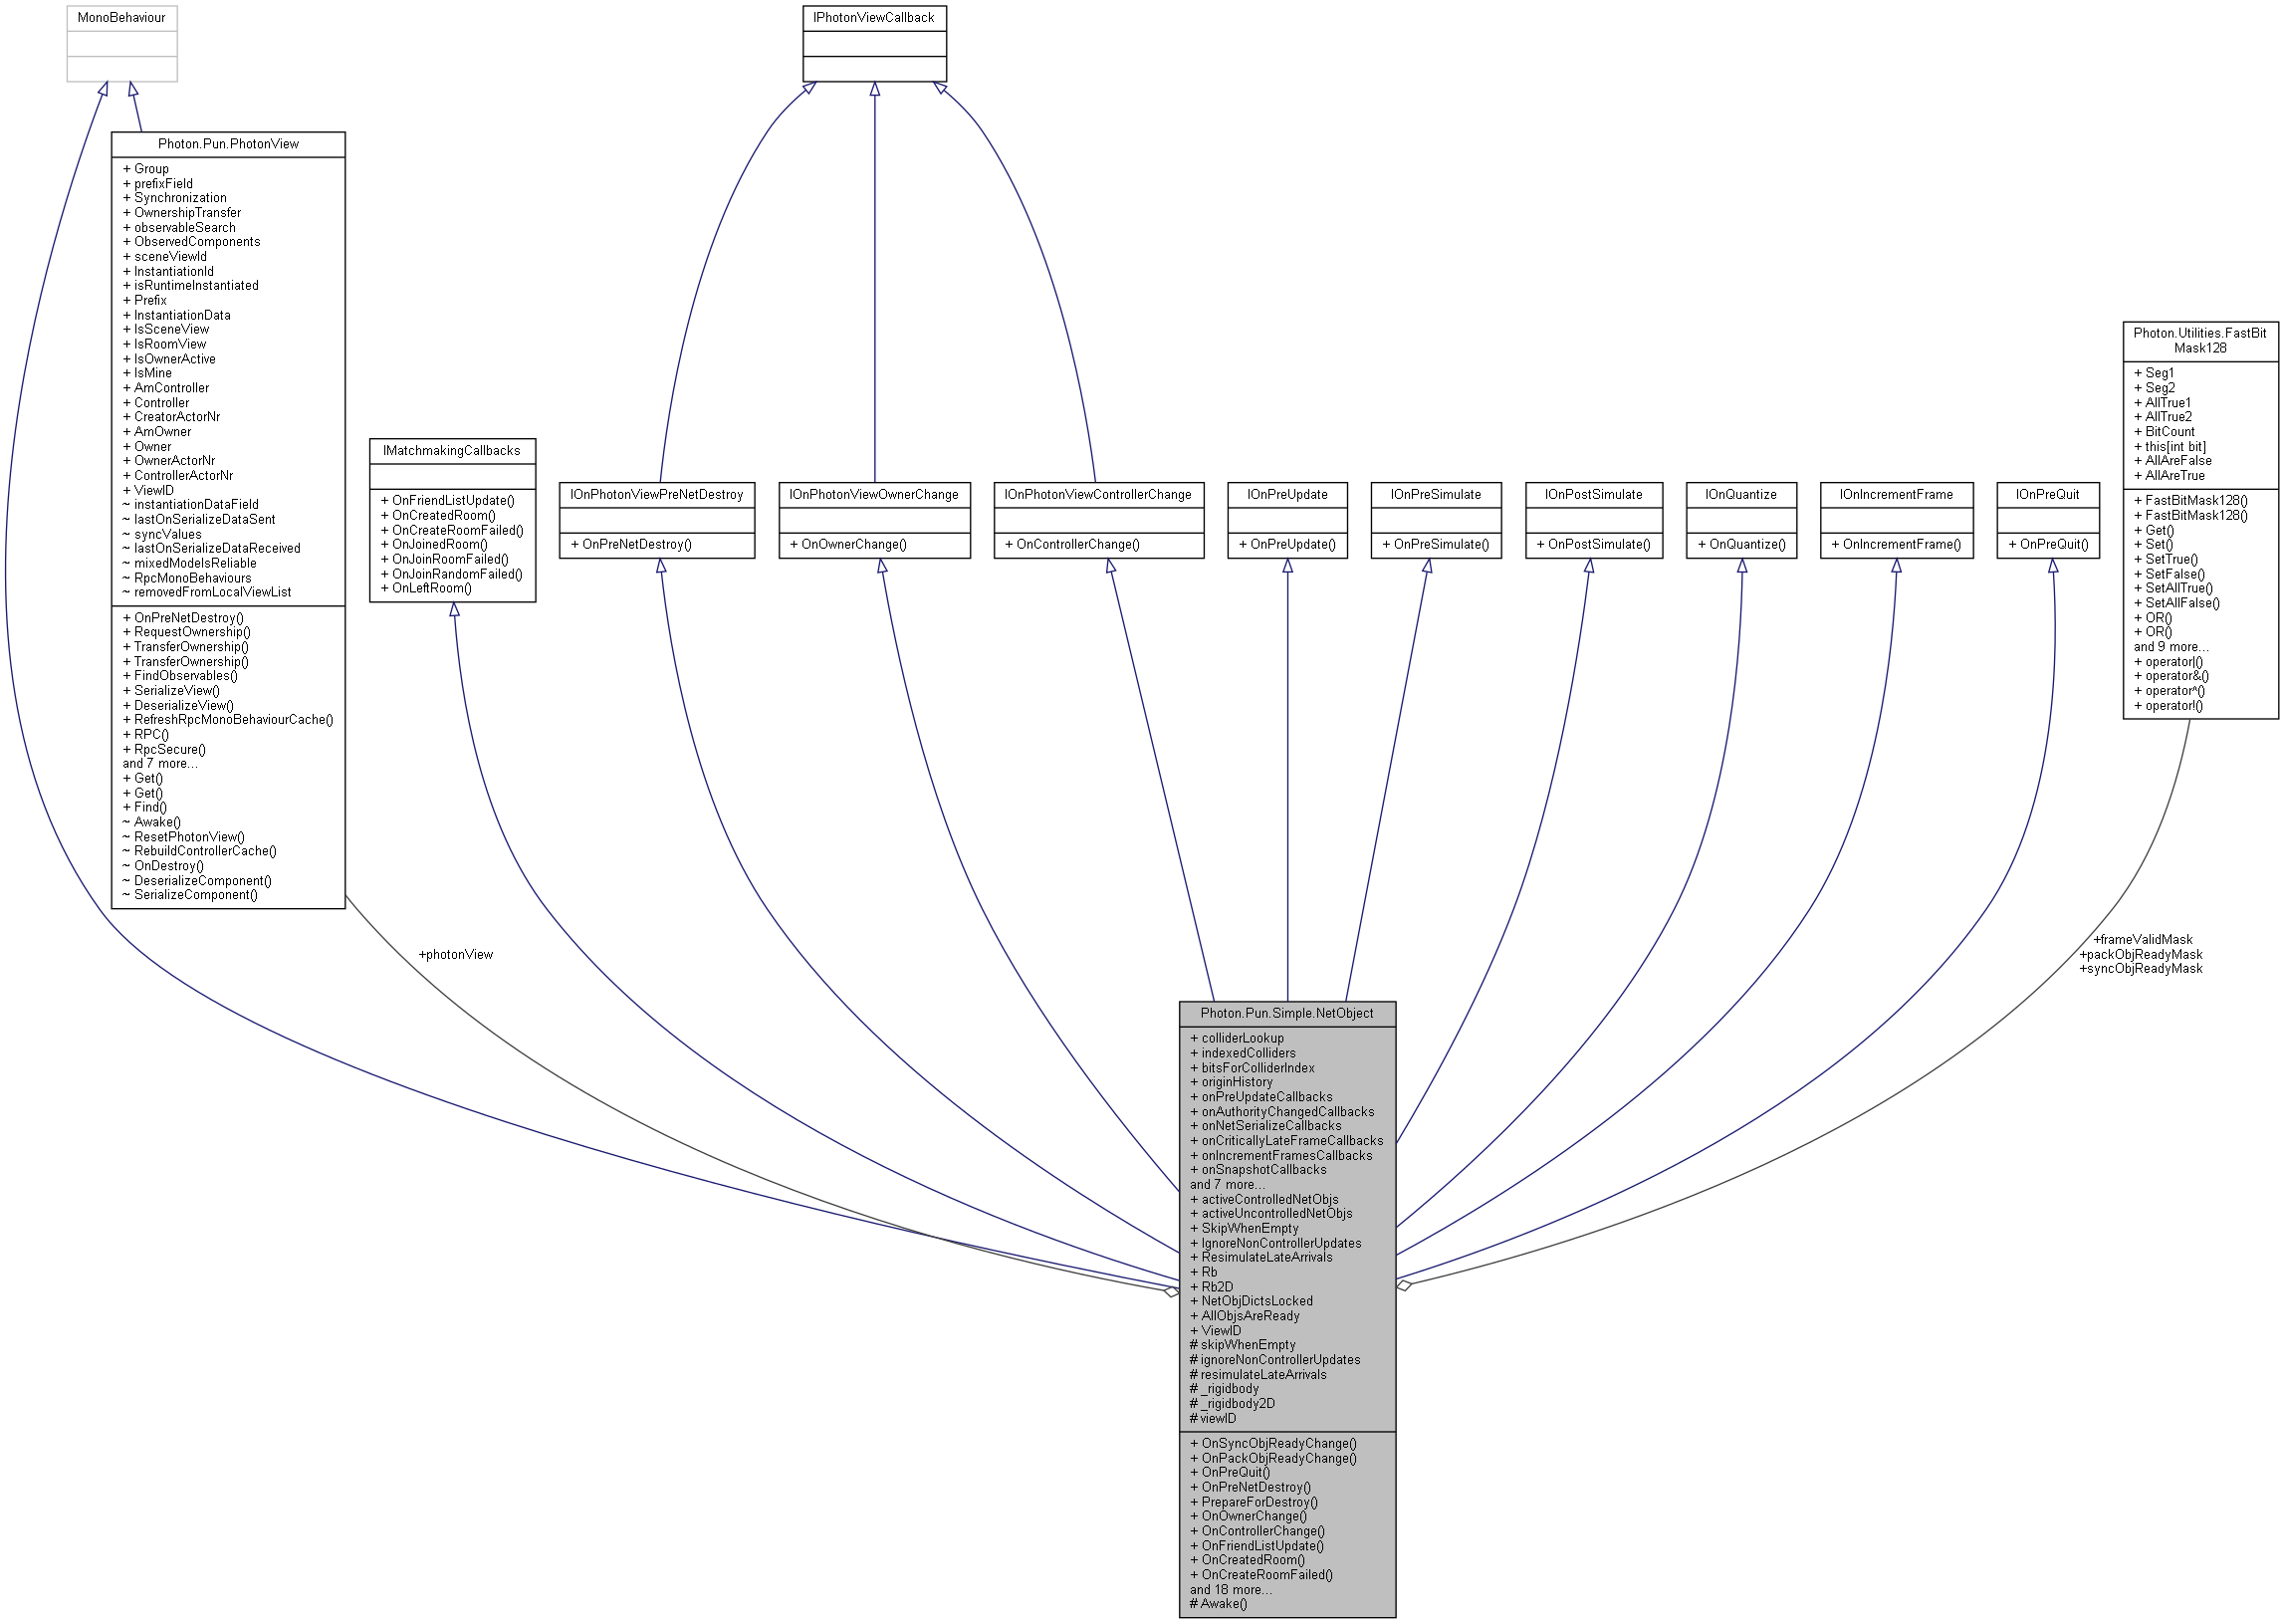 MonoBehaviour
IPhotonViewCallback
Photon.Pun.PhotonView
+ Group
+ prefixField
+ Synchronization
+ OwnershipTransfer
+ observableSearch
+ ObservedComponents
+ sceneViewId
+ InstantiationId
+ isRuntimeInstantiated
+ Prefix
+ InstantiationData
+ IsSceneView
+ IsRoomView
+ IsOwnerActive
+ IsMine
+ AmController
+ Controller
+ CreatorActorNr
+ AmOwner
+ Owner
+ OwnerActorNr
+ ControllerActorNr
+ ViewID
~ instantiationDataField
~ lastOnSerializeDataSent
~ syncValues
~ lastOnSerializeDataReceived
~ mixedModeIsReliable
~ RpcMonoBehaviours
~ removedFromLocalViewList
+ OnPreNetDestroy()
+ RequestOwnership()
+ TransferOwnership()
+ TransferOwnership()
+ FindObservables()
+ SerializeView()
+ DeserializeView()
+ RefreshRpcMonoBehaviourCache()
+ RPC()
+ RpcSecure()
and 7 more...
+ Get()
+ Get()
+ Find()
~ Awake()
~ ResetPhotonView()
~ RebuildControllerCache()
~ OnDestroy()
~ DeserializeComponent()
~ SerializeComponent()
IMatchmakingCallbacks
+ OnFriendListUpdate()
+ OnCreatedRoom()
+ OnCreateRoomFailed()
+ OnJoinedRoom()
+ OnJoinRoomFailed()
+ OnJoinRandomFailed()
+ OnLeftRoom()
IOnPhotonViewPreNetDestroy
+ OnPreNetDestroy()
IOnPhotonViewOwnerChange
+ OnOwnerChange()
IOnPhotonViewControllerChange
+ OnControllerChange()
IOnPreUpdate
+ OnPreUpdate()
IOnPreSimulate
+ OnPreSimulate()
IOnPostSimulate
+ OnPostSimulate()
IOnQuantize
+ OnQuantize()
IOnIncrementFrame
+ OnIncrementFrame()
IOnPreQuit
+ OnPreQuit()
Photon.Utilities.FastBit
Mask128
+ Seg1
+ Seg2
+ AllTrue1
+ AllTrue2
+ BitCount
+ this[int bit]
+ AllAreFalse
+ AllAreTrue
+ FastBitMask128()
+ FastBitMask128()
+ Get()
+ Set()
+ SetTrue()
+ SetFalse()
+ SetAllTrue()
+ SetAllFalse()
+ OR()
+ OR()
and 9 more...
+ operator|()
+ operator&()
+ operator^()
+ operator!()
+photonView
+frameValidMask
+packObjReadyMask
+syncObjReadyMask
Photon.Pun.Simple.NetObject
+ colliderLookup
+ indexedColliders
+ bitsForColliderIndex
+ originHistory
+ onPreUpdateCallbacks
+ onAuthorityChangedCallbacks
+ onNetSerializeCallbacks
+ onCriticallyLateFrameCallbacks
+ onIncrementFramesCallbacks
+ onSnapshotCallbacks
and 7 more...
+ activeControlledNetObjs
+ activeUncontrolledNetObjs
+ SkipWhenEmpty
+ IgnoreNonControllerUpdates
+ ResimulateLateArrivals
+ Rb
+ Rb2D
+ NetObjDictsLocked
+ AllObjsAreReady
+ ViewID
# skipWhenEmpty
# ignoreNonControllerUpdates
# resimulateLateArrivals
# _rigidbody
# _rigidbody2D
# viewID
+ OnSyncObjReadyChange()
+ OnPackObjReadyChange()
+ OnPreQuit()
+ OnPreNetDestroy()
+ PrepareForDestroy()
+ OnOwnerChange()
+ OnControllerChange()
+ OnFriendListUpdate()
+ OnCreatedRoom()
+ OnCreateRoomFailed()
and 18 more...
# Awake()